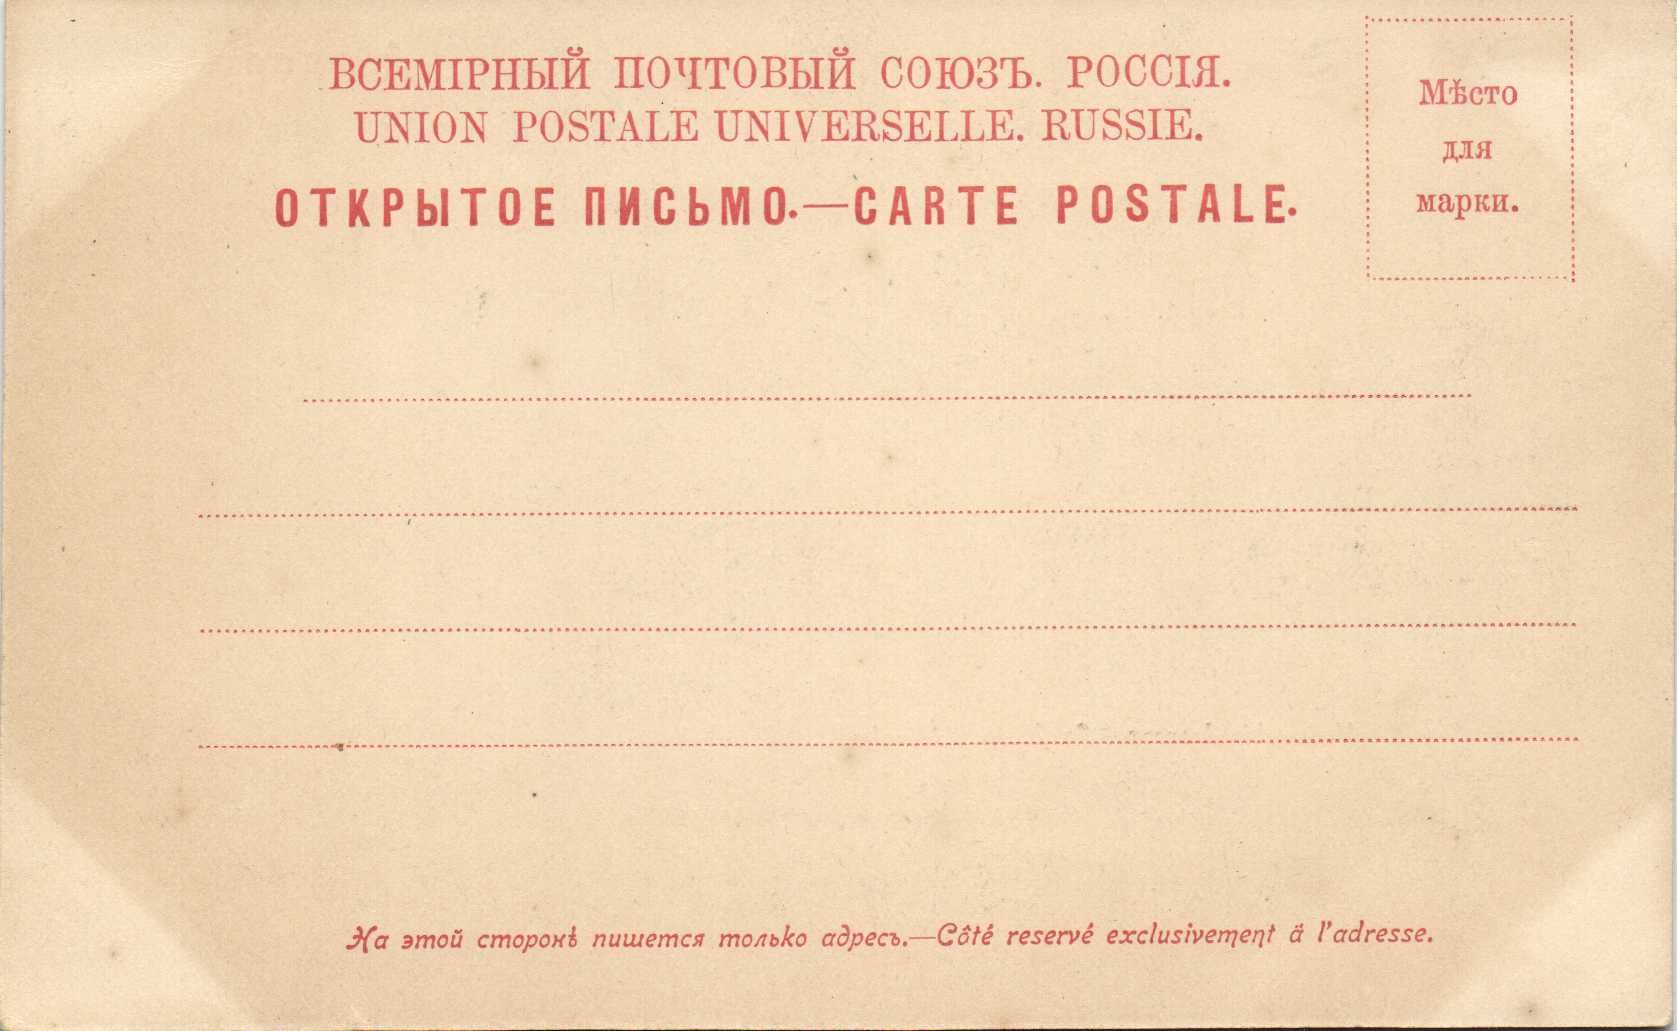 ВСЕМІРНЫЙ ПОЧТОВЫЙ СОЮЗЪ. РОССІЯ.
UNION POSTALE UNIVERSELLE. RUSSIE.
ОТКРЫТОЕ ПИСЬМО.—CARTE POSTALE.
Мѣсто
для
марки.
На этой сторонѣ пишется только адресъ.—Côté reservé exclusivement ä l'adresse.